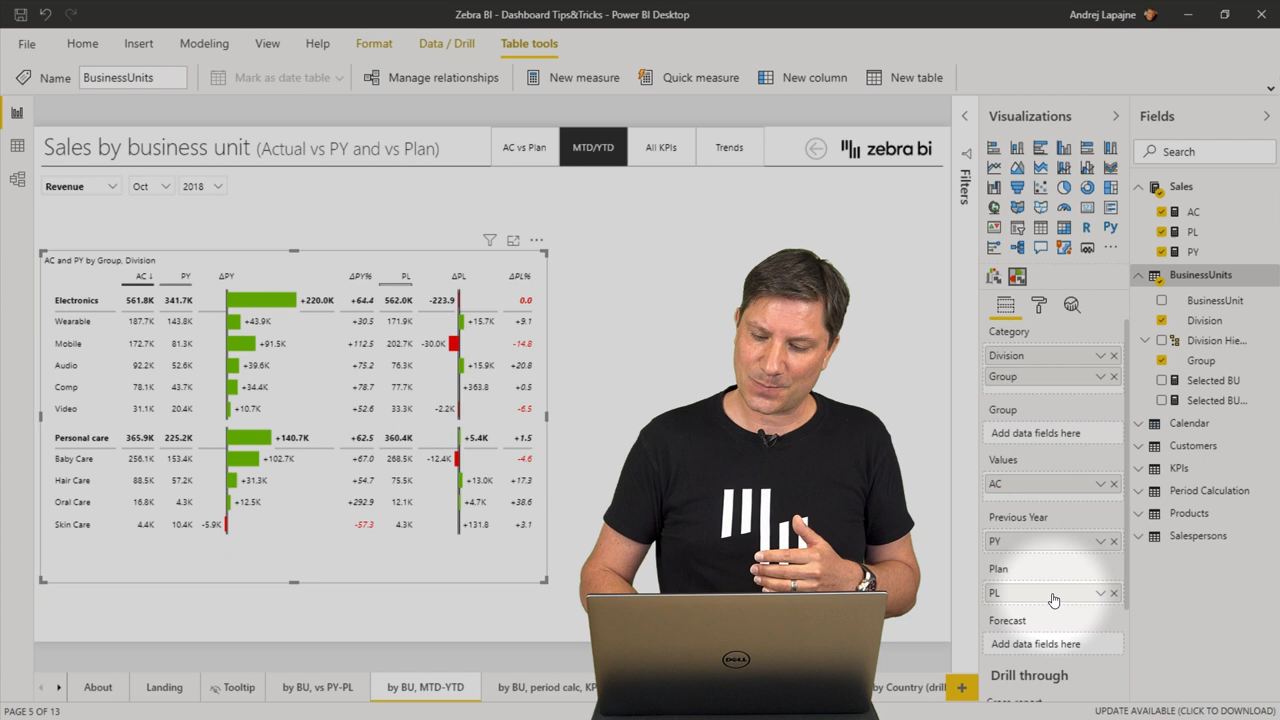 Zebra BI - Dashboard Tips&Tricks - Power BI Desktop
Andrej Lapajne
File Home Insert Modeling View Help Format Data / Drill Table tools
Name BusinessUnits Mark as date table Manage relationships New measure Quick measure New column New table
Sales by business unit (Actual vs PY and vs Plan)
AC vs Plan MTD/YTD All KPIs Trends
zebra bi
Revenue Oct 2018
AC and PY by Group, Division
AC ↓ PY ΔPY ΔPY% PL ΔPL ΔPL%
Electronics 561.8K 341.7K +220.0K +64.4 562.0K -223.9 0.0
Wearable 187.7K 143.8K +43.9K +30.5 171.9K +15.7K +9.1
Mobile 172.7K 81.3K +91.5K +112.5 202.7K -30.0K -14.8
Audio 92.2K 52.6K +39.6K +75.2 76.3K +15.9K +20.8
Comp 78.1K 43.7K +34.4K +78.7 77.7K +363.8 +0.5
Video 31.1K 20.4K +10.7K +52.6 33.3K -2.2K -6.5
Personal care 365.9K 225.2K +140.7K +62.5 360.4K +5.4K +1.5
Baby Care 256.1K 153.4K +102.7K +67.0 268.5K -12.4K -4.6
Hair Care 88.5K 57.2K +31.3K +54.7 75.5K +13.0K +17.3
Oral Care 16.8K 4.3K +12.5K +292.9 12.1K +4.7K +38.6
Skin Care 4.4K 10.4K -5.9K -57.3 4.3K +131.8 +3.1
DELL
Filters
Visualizations
R Py
Category
Division
Group
Group
Add data fields here
Values
AC
Previous Year
PY
Plan
PL
Forecast
Add data fields here
Drill through
Fields
Search
Sales
AC
PL
PY
BusinessUnits
BusinessUnit
Division
Division Hie...
Group
Selected BU
Selected BU...
Calendar
Customers
KPIs
Period Calculation
Products
Salespersons
About Landing Tooltip by BU, vs PY-PL by BU, MTD-YTD by BU, period calc, KP by Country (drill
PAGE 5 OF 13
UPDATE AVAILABLE (CLICK TO DOWNLOAD)